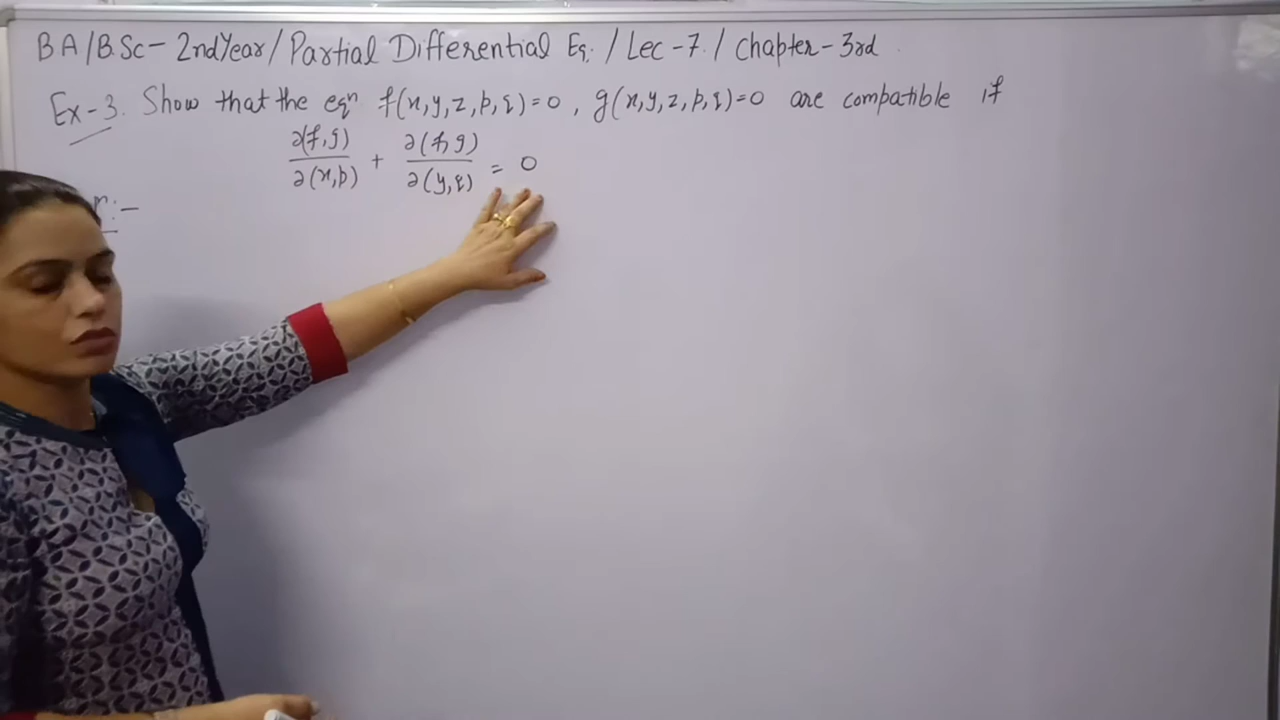 BA/B.Sc- 2nd Year/ Partial Differential Eq. / Lec-7. / Chapter-3rd
Ex-3. Show that the eqn f(x,y,z,p,q)=0, g(x,y,z,p,q)=0 are compatible if
∂(f,g)/∂(x,p) + ∂(f,g)/∂(y,q) = 0